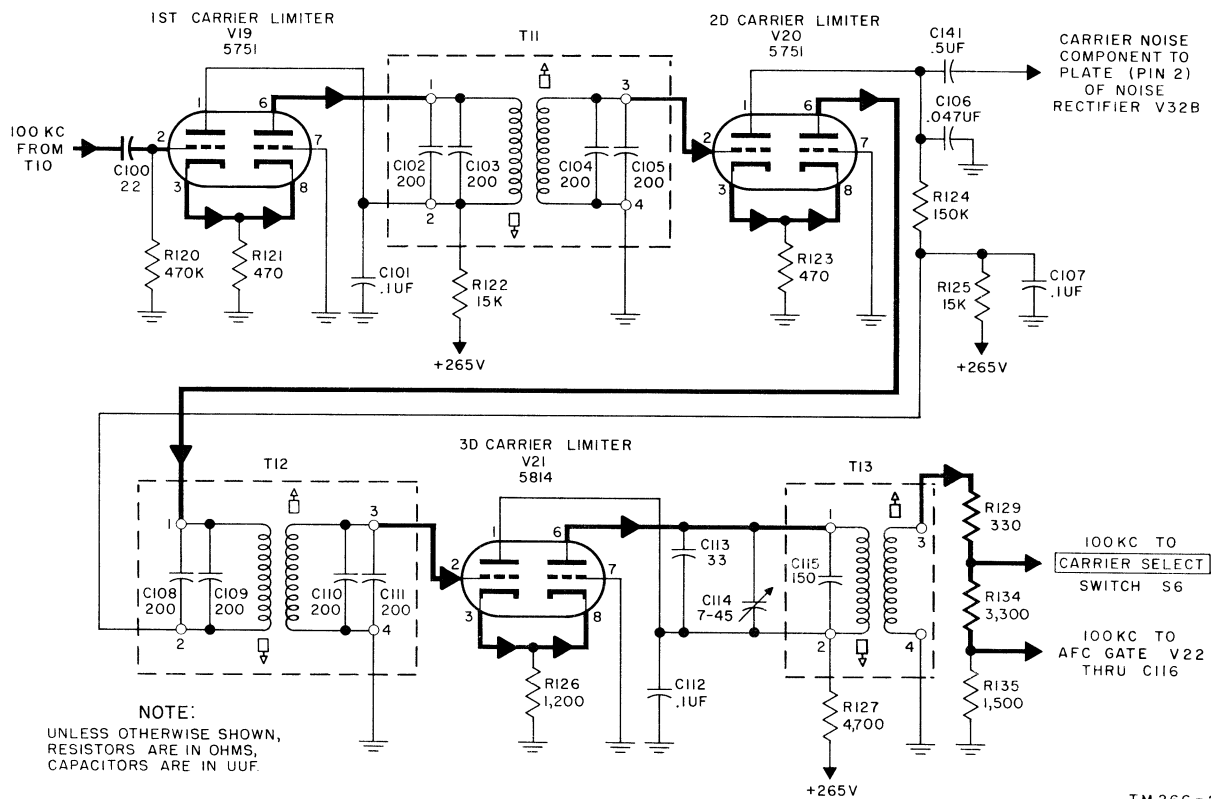 1ST CARRIER LIMITER
V19
5751
T11
2D CARRIER LIMITER
V20
5751
C141
.5UF
CARRIER NOISE
COMPONENT TO
PLATE (PIN 2)
OF NOISE
RECTIFIER V32B
C106
.047UF
100 KC
FROM
T10
C100
22
1
6
2
7
3
8
1
3
C102
200
C103
200
C104
200
C105
200
2
4
1
6
2
7
3
8
R124
150K
R120
470K
R121
470
C101
.1UF
R122
15K
R123
470
R125
15K
C107
.1UF
+265V
+265V
3D CARRIER LIMITER
V21
5814
T12
T13
1
3
C108
200
C109
200
C110
200
C111
200
2
4
1
6
2
7
3
8
C113
33
C114
7-45
1
3
C115
150
2
4
R129
330
100KC TO
CARRIER SELECT
SWITCH S6
R134
3,300
100KC TO
AFC GATE V22
THRU C116
R135
1,500
R126
1,200
C112
.1UF
R127
4,700
+265V
NOTE:
UNLESS OTHERWISE SHOWN,
RESISTORS ARE IN OHMS,
CAPACITORS ARE IN UUF.